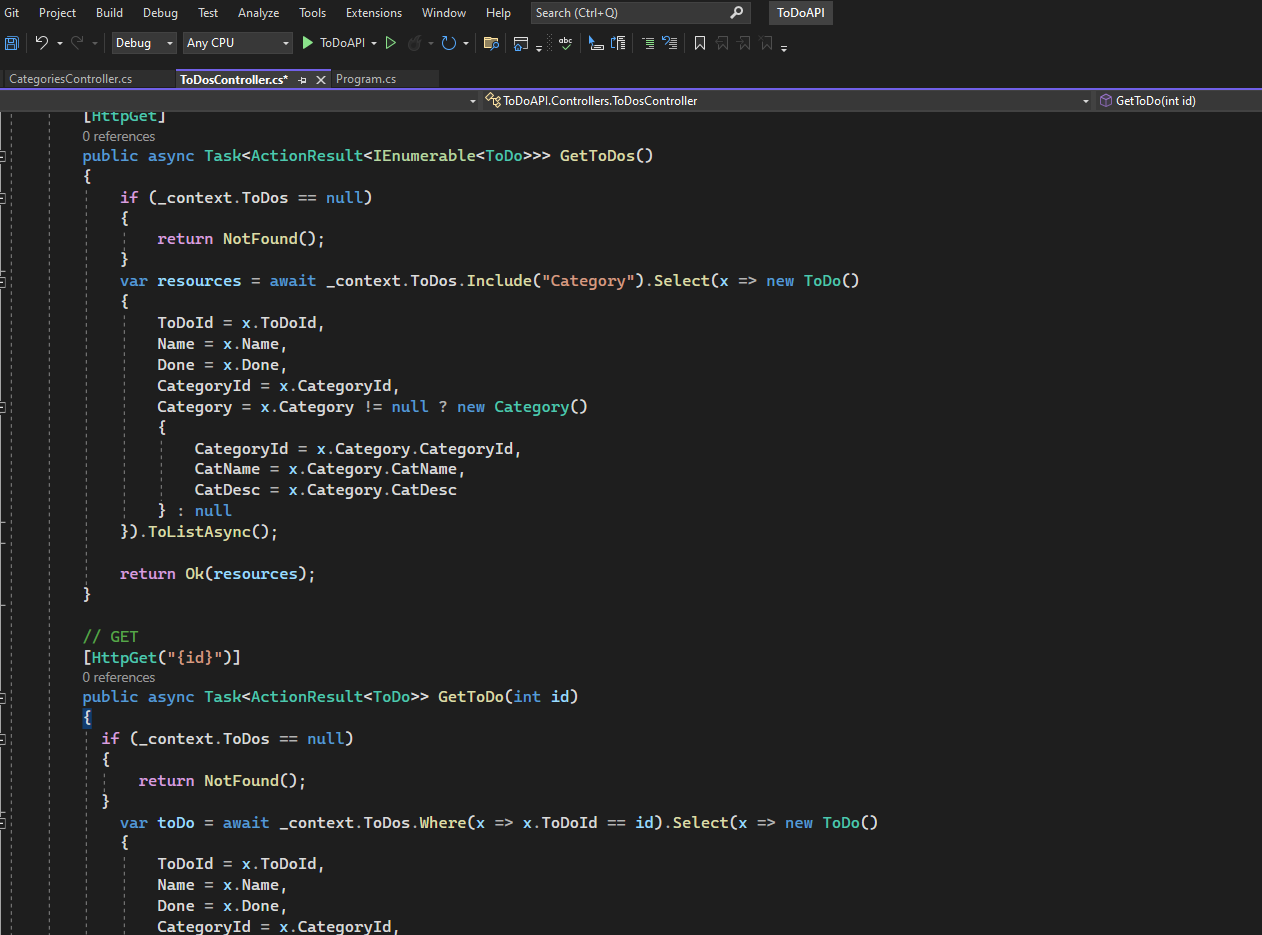 Git Project Build Debug Test Analyze Tools Extensions Window Help Search (Ctrl+Q) ToDoAPI
Debug Any CPU ToDoAPI abc
CategoriesController.cs ToDosController.cs* Program.cs
ToDoAPI.Controllers.ToDosController GetToDo(int id)
[HttpGet]
0 references
public async Task<ActionResult<IEnumerable<ToDo>>> GetToDos()
{
if (_context.ToDos == null)
{
return NotFound();
}
var resources = await _context.ToDos.Include("Category").Select(x => new ToDo()
{
ToDoId = x.ToDoId,
Name = x.Name,
Done = x.Done,
CategoryId = x.CategoryId,
Category = x.Category != null ? new Category()
{
CategoryId = x.Category.CategoryId,
CatName = x.Category.CatName,
CatDesc = x.Category.CatDesc
} : null
}).ToListAsync();
return Ok(resources);
}
// GET
[HttpGet("{id}")]
0 references
public async Task<ActionResult<ToDo>> GetToDo(int id)
{
if (_context.ToDos == null)
{
return NotFound();
}
var toDo = await _context.ToDos.Where(x => x.ToDoId == id).Select(x => new ToDo()
{
ToDoId = x.ToDoId,
Name = x.Name,
Done = x.Done,
CategoryId = x.CategoryId,